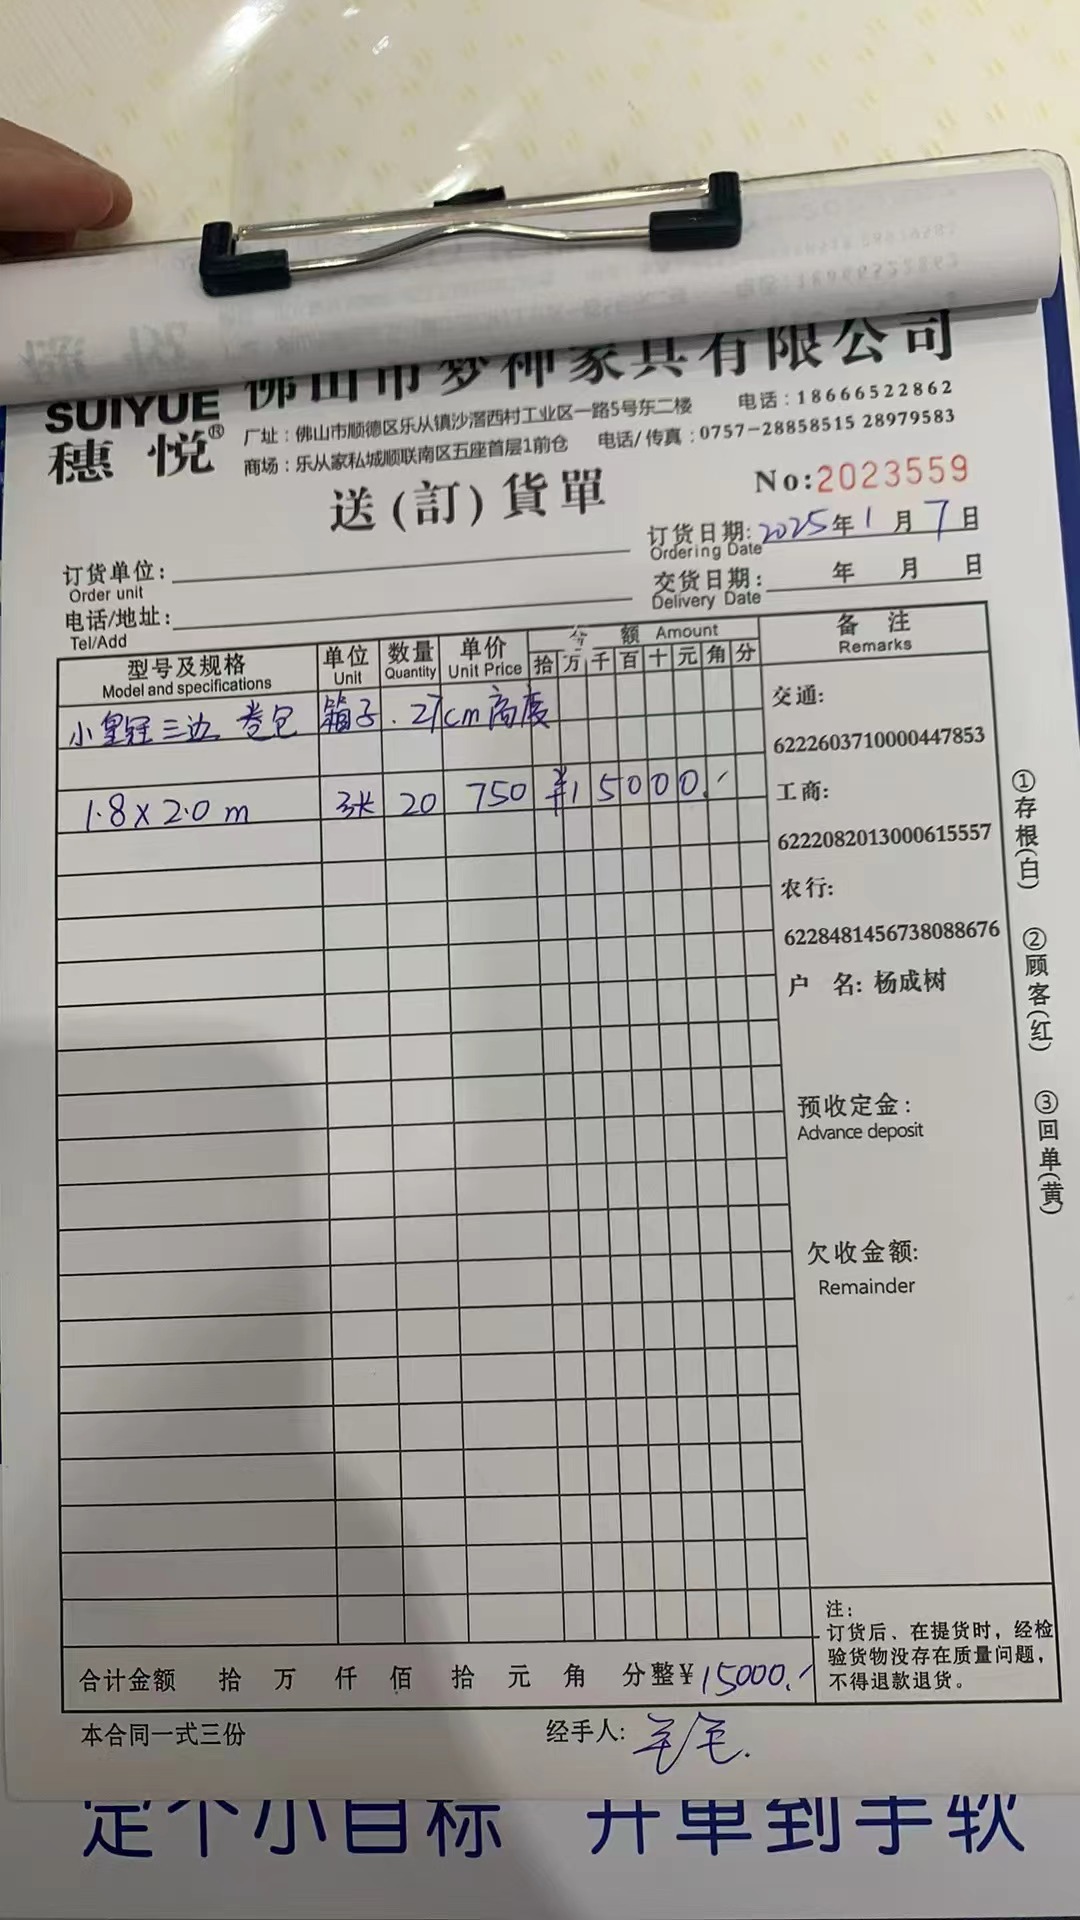 SUIYUE 佛山市梦神家具有限公司
穗悦®
厂址：佛山市顺德区乐从镇沙滘西村工业区一路5号东二楼 电话：18666522862
商场：乐从家私城顺联南区五座首层1前仓 电话/传真：0757-28858515 28979583
送(訂)貨單
No:2023559
订货日期: 2025年1月7日
Ordering Date
订货单位:
Order unit
交货日期: 年 月 日
Delivery Date
电话/地址:
Tel/Add
型号及规格 单位 数量 单价 金额 Amount 备注
Model and specifications Unit Quantity Unit Price 拾 万 千 百 十 元 角 分 Remarks
小皇冠三边 卷包 箱子. 27cm高度
1.8×2.0 m 张 20 750 ¥15000.
交通:
6222603710000447853
工商:
6222082013000615557
农行:
6228481456738088676
户 名: 杨成树
预收定金:
Advance deposit
欠收金额:
Remainder
①存根(白) ②顾客(红) ③回单(黄)
注:
订货后、在提货时，经检
验货物没存在质量问题，
不得退款退货。
合计金额 拾 万 仟 佰 拾 元 角 分整¥15000.
本合同一式三份 经手人:
定个小目标 开单到手软